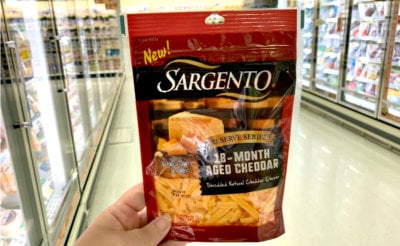 New!
SARGENTO
RESERVE SERIES
18-MONTH
AGED CHEDDAR
Shredded Natural Cheddar Cheese